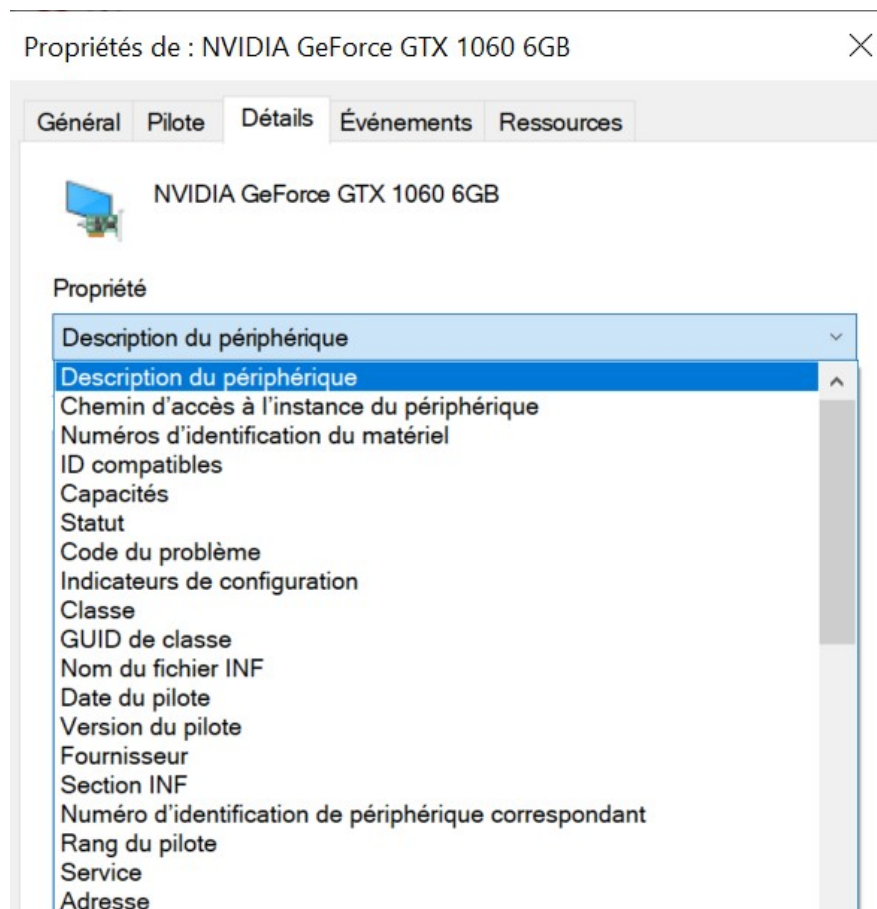 Propriétés de : NVIDIA GeForce GTX 1060 6GB
Général Pilote Détails Événements Ressources
NVIDIA GeForce GTX 1060 6GB
Propriété
Description du périphérique
Description du périphérique
Chemin d’accès à l’instance du périphérique
Numéros d’identification du matériel
ID compatibles
Capacités
Statut
Code du problème
Indicateurs de configuration
Classe
GUID de classe
Nom du fichier INF
Date du pilote
Version du pilote
Fournisseur
Section INF
Numéro d’identification de périphérique correspondant
Rang du pilote
Service
Adresse